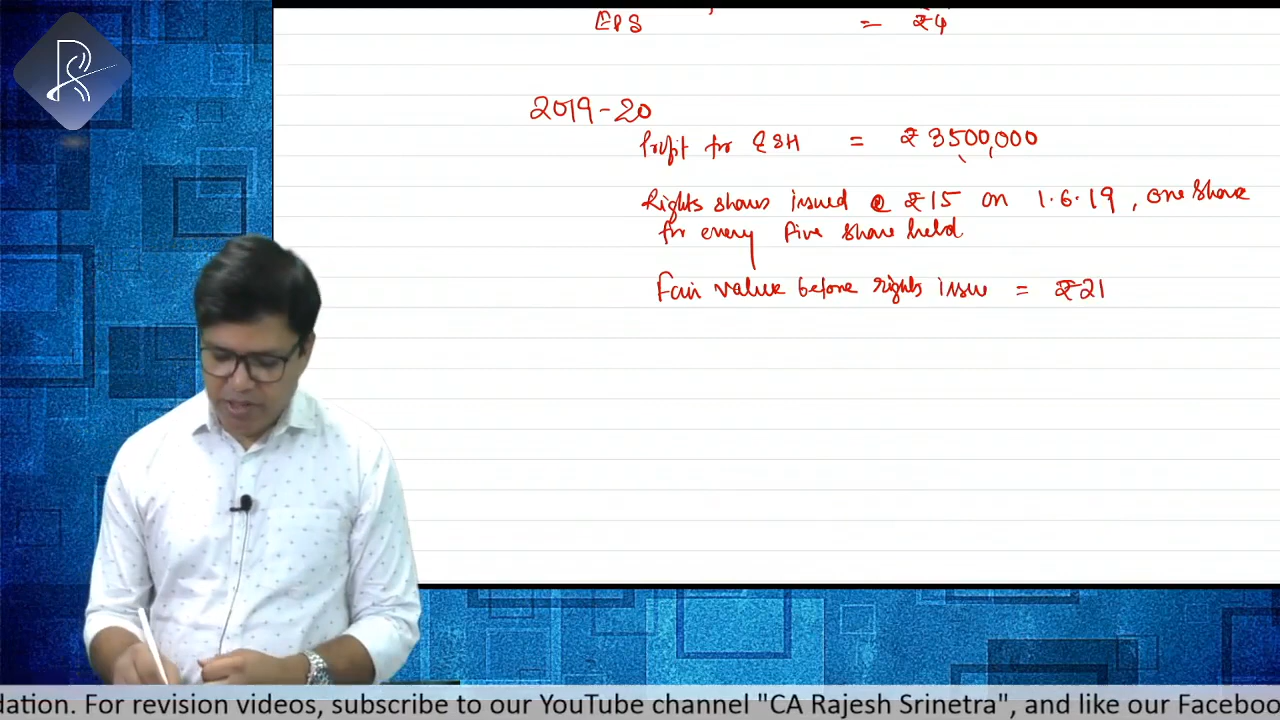 EPS = ₹4
2019-20
Profit for ESH = ₹3500,000
Rights shares issued @ ₹15 on 1.6.19, one share
for every five share held
Fair value before rights issue = ₹21
RS
dation. For revision videos, subscribe to our YouTube channel "CA Rajesh Srinetra", and like our Faceboo